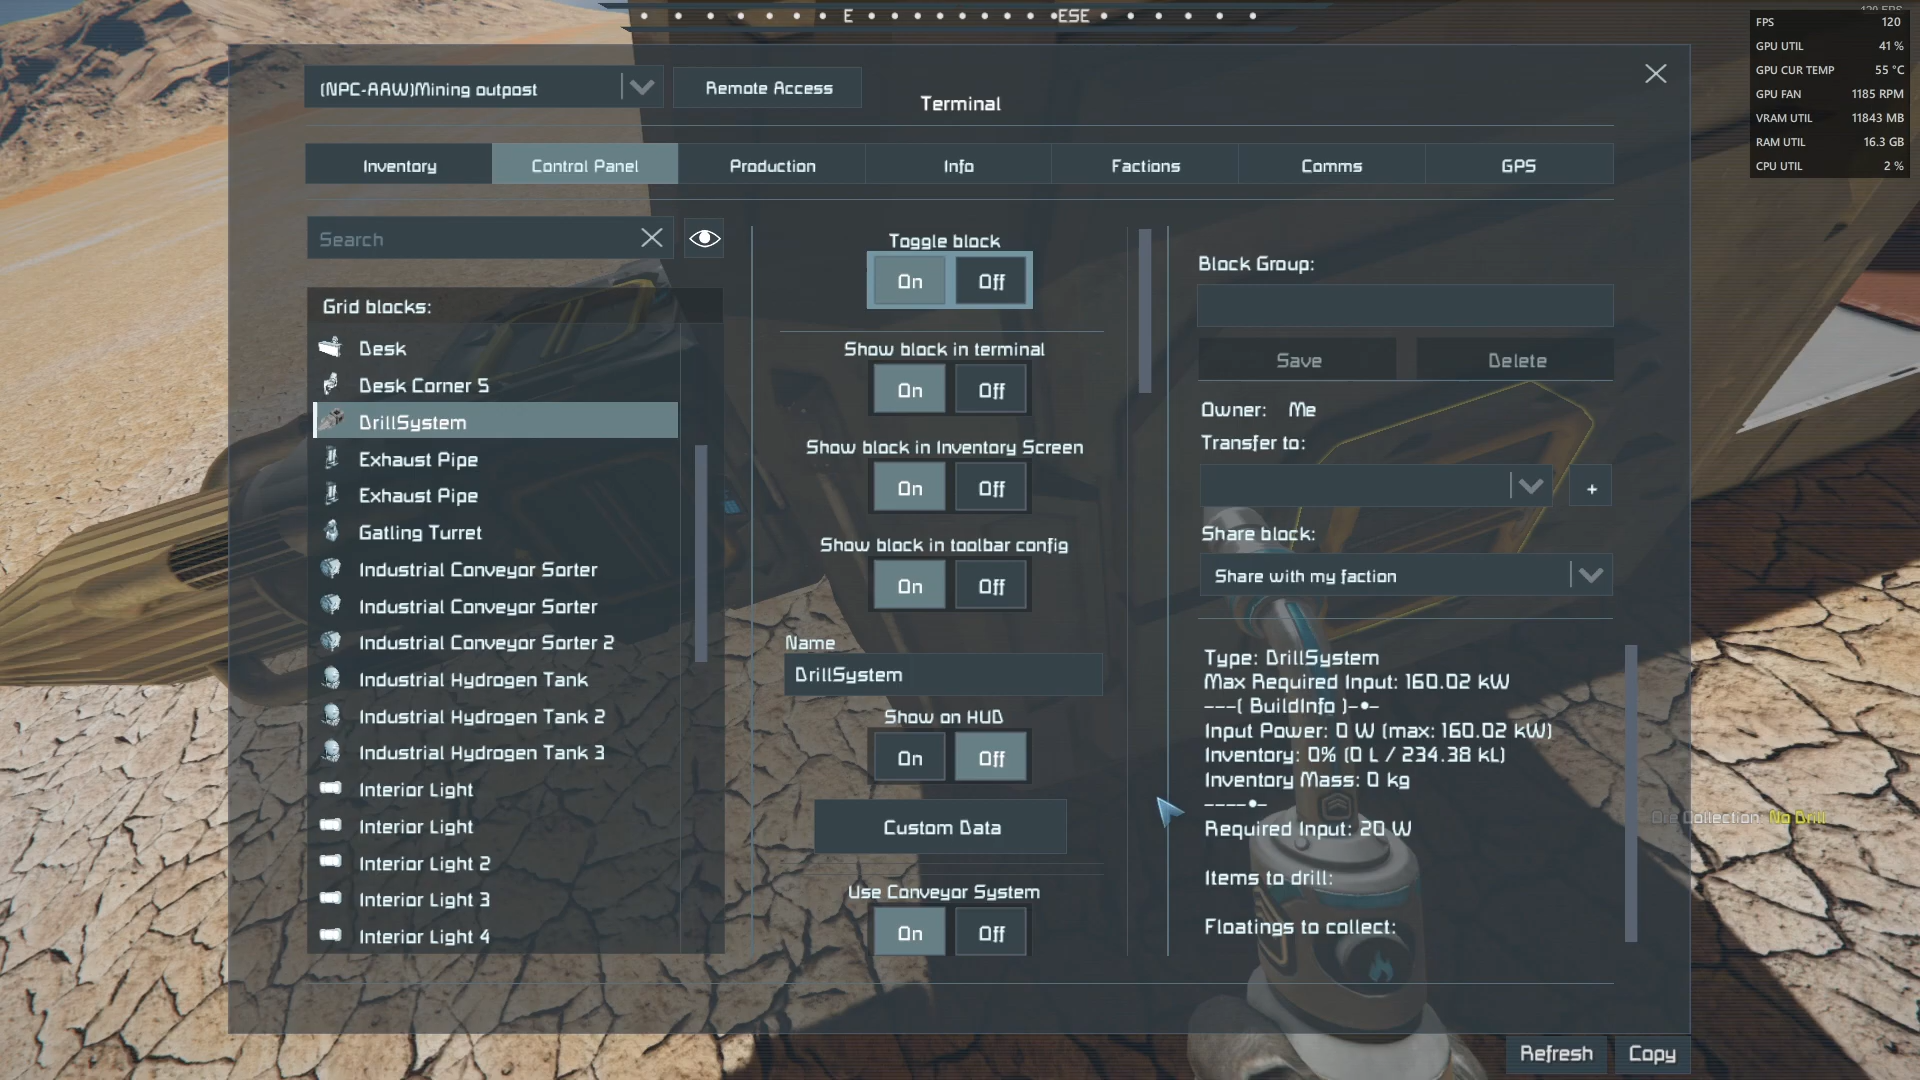 E
ESE
FPS 120
GPU UTIL 41 %
GPU CUR TEMP 55 °C
GPU FAN 1185 RPM
VRAM UTIL 11843 MB
RAM UTIL 16.3 GB
CPU UTIL 2 %
(NPC-AAW)Mining outpost
Remote Access
Terminal
Inventory
Control Panel
Production
Info
Factions
Comms
GPS
Search
Grid blocks:
Desk
Desk Corner 5
DrillSystem
Exhaust Pipe
Exhaust Pipe
Gatling Turret
Industrial Conveyor Sorter
Industrial Conveyor Sorter
Industrial Conveyor Sorter 2
Industrial Hydrogen Tank
Industrial Hydrogen Tank 2
Industrial Hydrogen Tank 3
Interior Light
Interior Light
Interior Light 2
Interior Light 3
Interior Light 4
Toggle block
On Off
Show block in terminal
On Off
Show block in Inventory Screen
On Off
Show block in toolbar config
On Off
Name
DrillSystem
Show on HUD
On Off
Custom Data
Use Conveyor System
On Off
Block Group:
Save
Delete
Owner: Me
Transfer to:
+
Share block:
Share with my faction
Type: DrillSystem
Max Required Input: 160.02 kW
---( BuildInfo )-•-
Input Power: 0 W (max: 160.02 kW)
Inventory: 0% (0 L / 234.38 kL)
Inventory Mass: 0 kg
----•-
Required Input: 20 W
Items to drill:
Floatings to collect:
Ore Collection: No Drill
Refresh
Copy